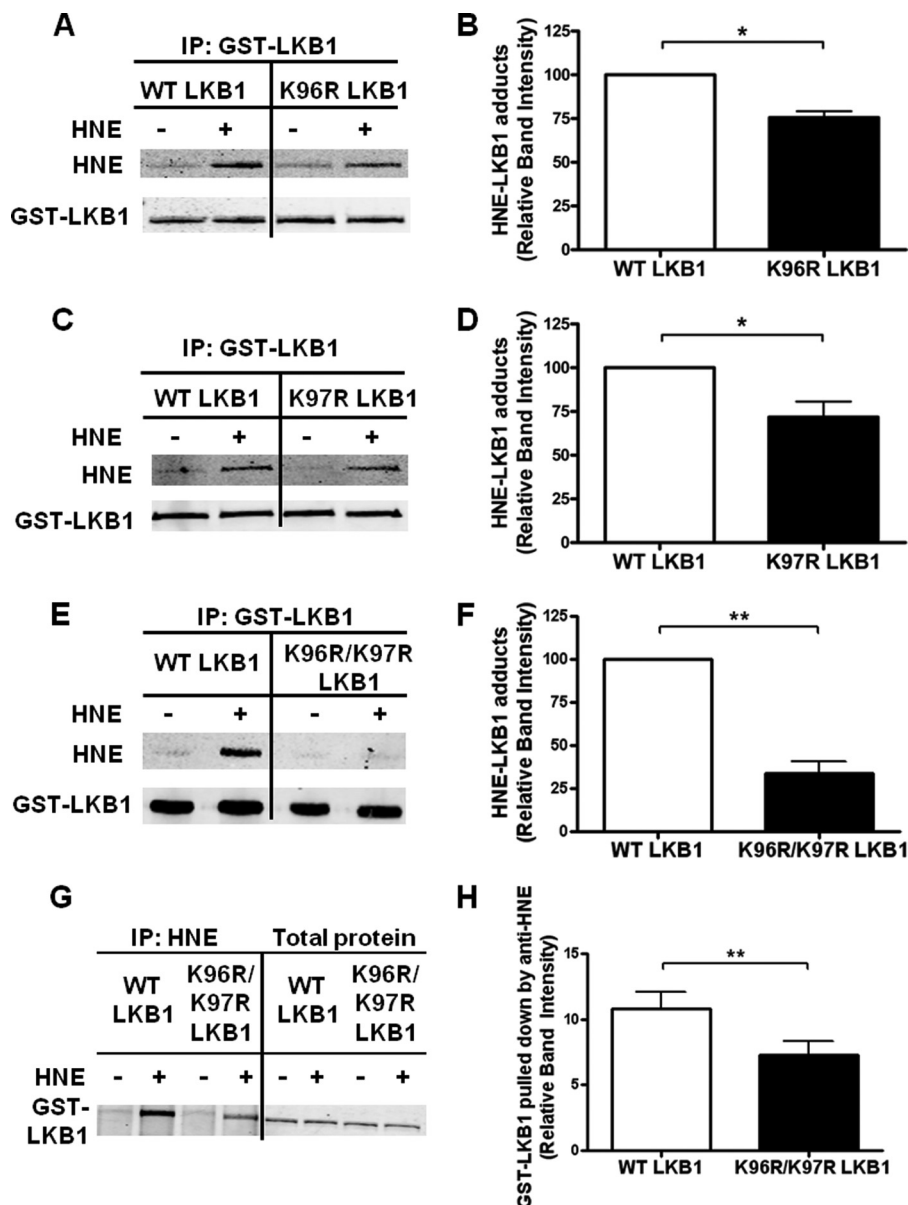 A
IP: GST-LKB1
WT LKB1 K96R LKB1
HNE - + - +
HNE
GST-LKB1
B
HNE-LKB1 adducts
(Relative Band Intensity)
125
100
75
50
25
0
*
WT LKB1 K96R LKB1
C
IP: GST-LKB1
WT LKB1 K97R LKB1
HNE - + - +
HNE
GST-LKB1
D
HNE-LKB1 adducts
(Relative Band Intensity)
125
100
75
50
25
0
*
WT LKB1 K97R LKB1
E
IP: GST-LKB1
WT LKB1 K96R/K97R
LKB1
HNE - + - +
HNE
GST-LKB1
F
HNE-LKB1 adducts
(Relative Band Intensity)
125
100
75
50
25
0
**
WT LKB1 K96R/K97R LKB1
G
IP: HNE Total protein
WT
LKB1
K96R/
K97R
LKB1
WT
LKB1
K96R/
K97R
LKB1
HNE - + - + - + - +
GST-
LKB1
H
GST-LKB1 pulled down by anti-HNE
(Relative Band Intensity)
15
10
5
0
**
WT LKB1 K96R/K97R LKB1